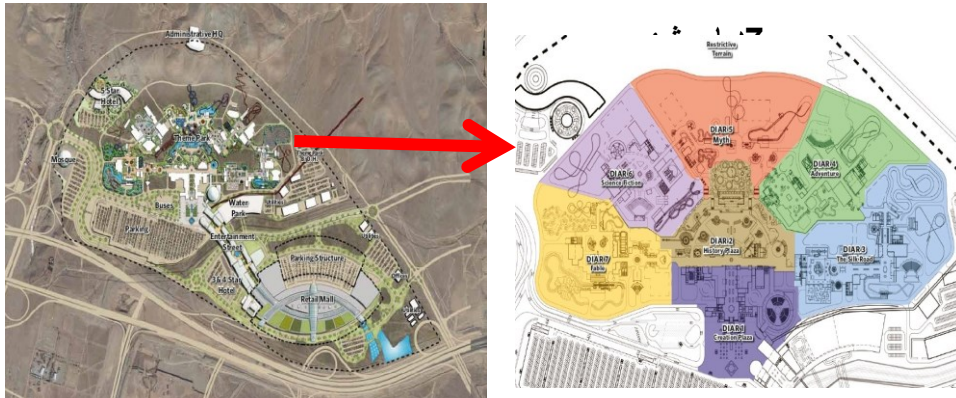 Administrative HQ
5 Star
Hotel
Theme Park
Mosque
Buses
Water
Park
Parking
Entertainment
Street
Parking Structure
3 & 4 Star
Hotel
Retail Mall
Restrictive
Terrain
DIAR 5
Myth
DIAR 4
Adventure
DIAR 6
Science/Fiction
DIAR 2
History Plaza
DIAR 3
The Silk-Road
DIAR 7
Fable
DIAR 1
Creation Plaza